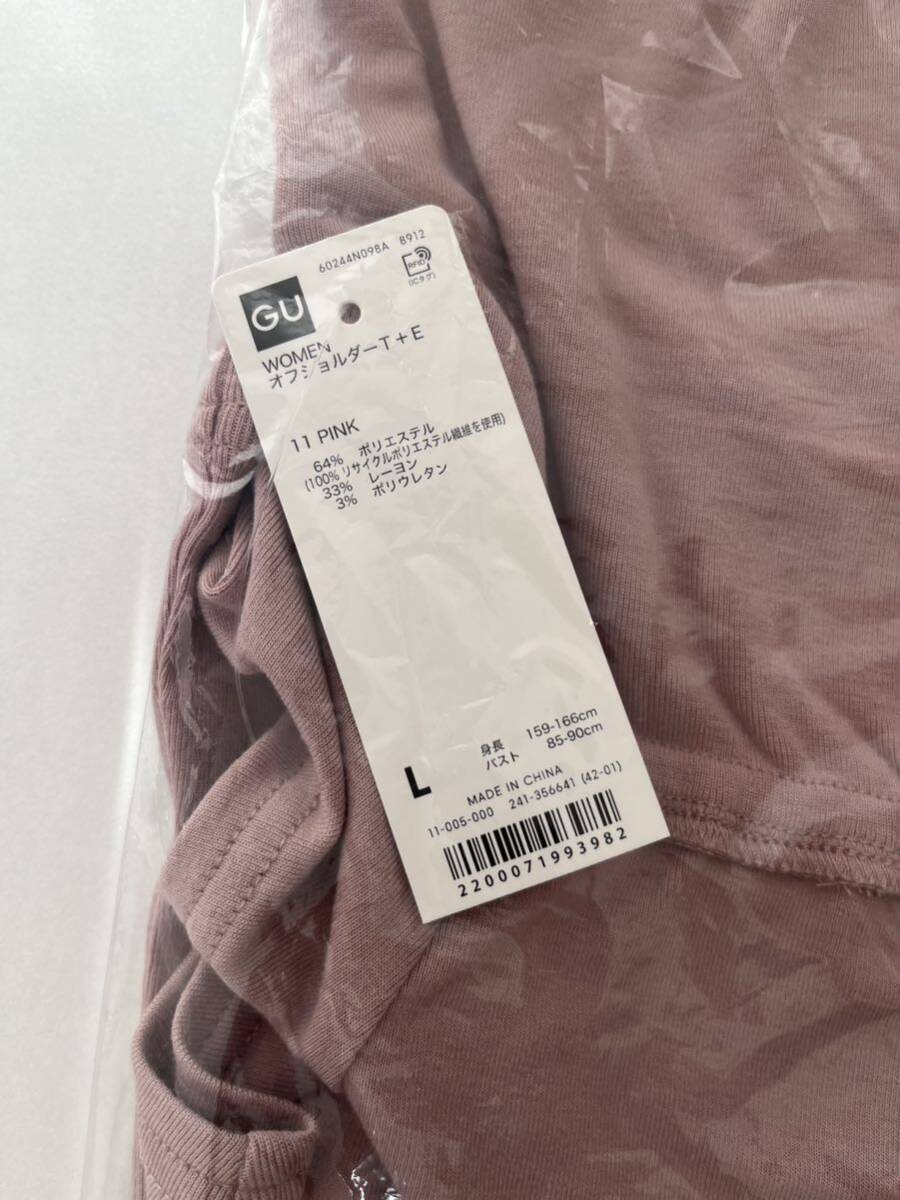 60244N098A 8912
RFID
(ICタグ)
GU
WOMEN
オフショルダーT+E
11 PINK
64% ポリエステル
(100% リサイクルポリエステル繊維を使用)
33% レーヨン
3% ポリウレタン
L
身長 159-166cm
バスト 85-90cm
MADE IN CHINA
11-005-000 241-356641 (42-01)
2200071993982